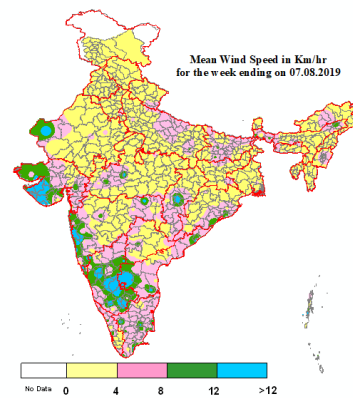 Mean Wind Speed in Km/hr
for the week ending on 07.08.2019
No Data 0 4 8 12 >12